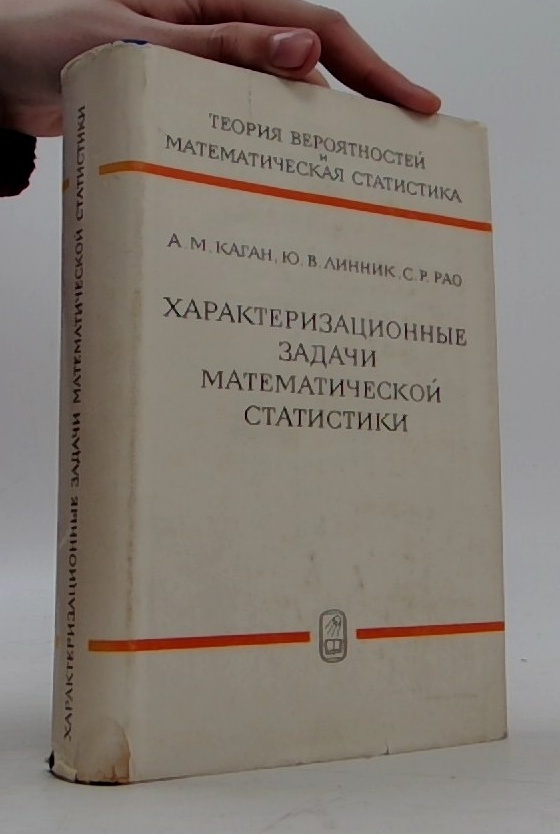 ТЕОРИЯ ВЕРОЯТНОСТЕЙ
И
МАТЕМАТИЧЕСКАЯ СТАТИСТИКА
А. М. КАГАН, Ю. В. ЛИННИК, С. Р. РАО
ХАРАКТЕРИЗАЦИОННЫЕ
ЗАДАЧИ
МАТЕМАТИЧЕСКОЙ
СТАТИСТИКИ
ХАРАКТЕРИЗАЦИОННЫЕ ЗАДАЧИ МАТЕМАТИЧЕСКОЙ СТАТИСТИКИ